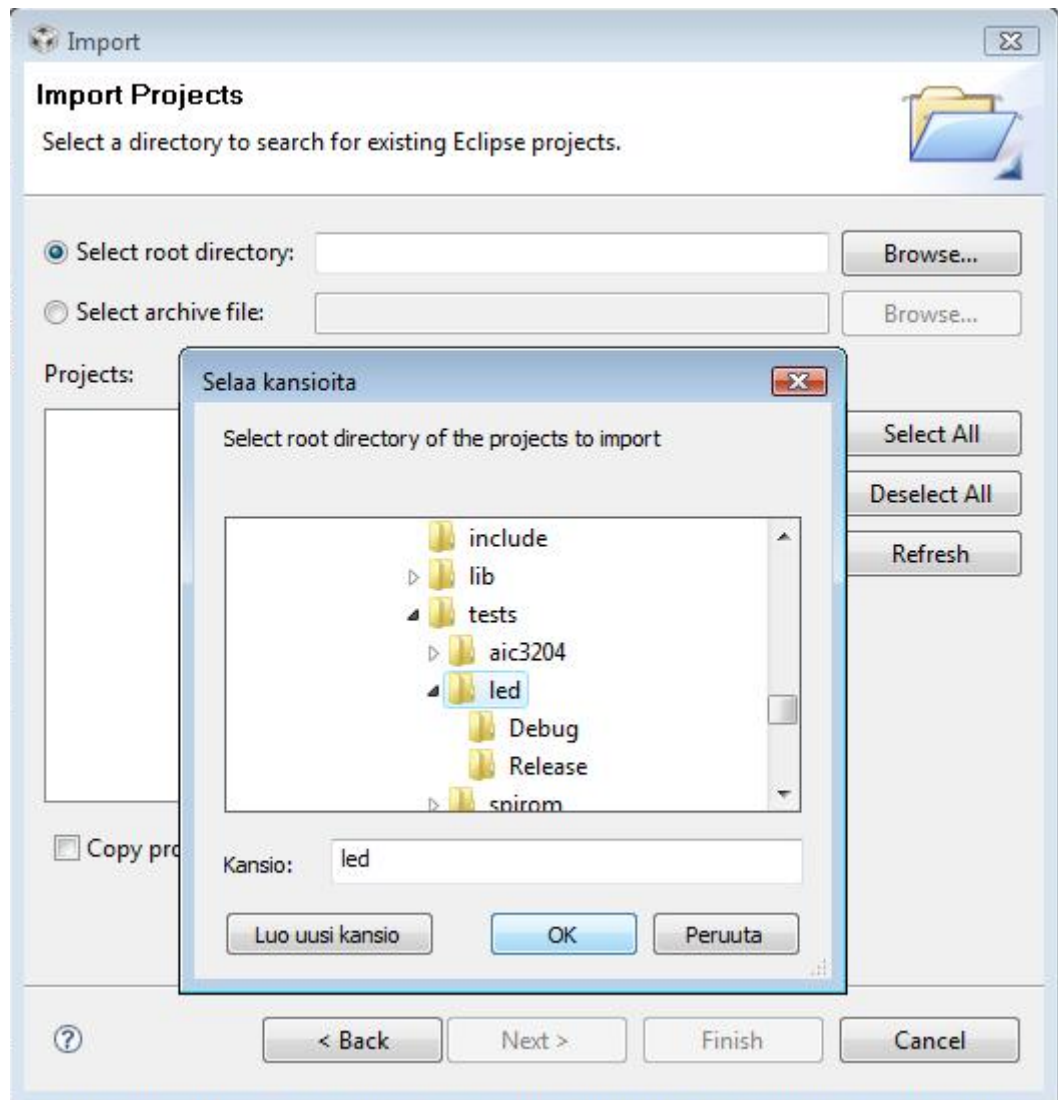 Import
Import Projects
Select a directory to search for existing Eclipse projects.
Select root directory:
Browse...
Select archive file:
Browse...
Projects:
Selaa kansioita
Select root directory of the projects to import
Select All
Deselect All
Refresh
include
lib
tests
aic3204
led
Debug
Release
spirom
Copy pro
Kansio:
led
Luo uusi kansio
OK
Peruuta
< Back
Next >
Finish
Cancel